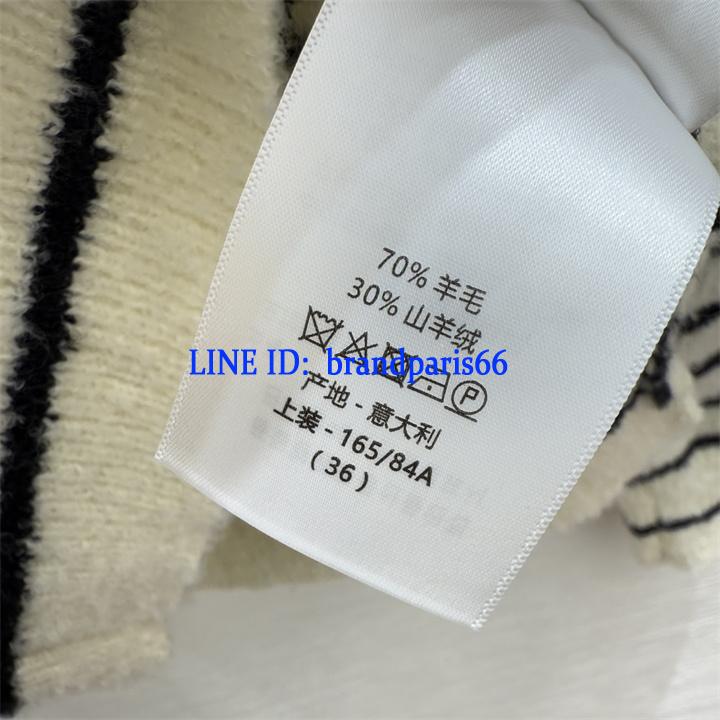 70% 羊毛
30% 山羊绒
LINE ID: brandparis66
P
产地 - 意大利
上装 - 165/84A
(36)